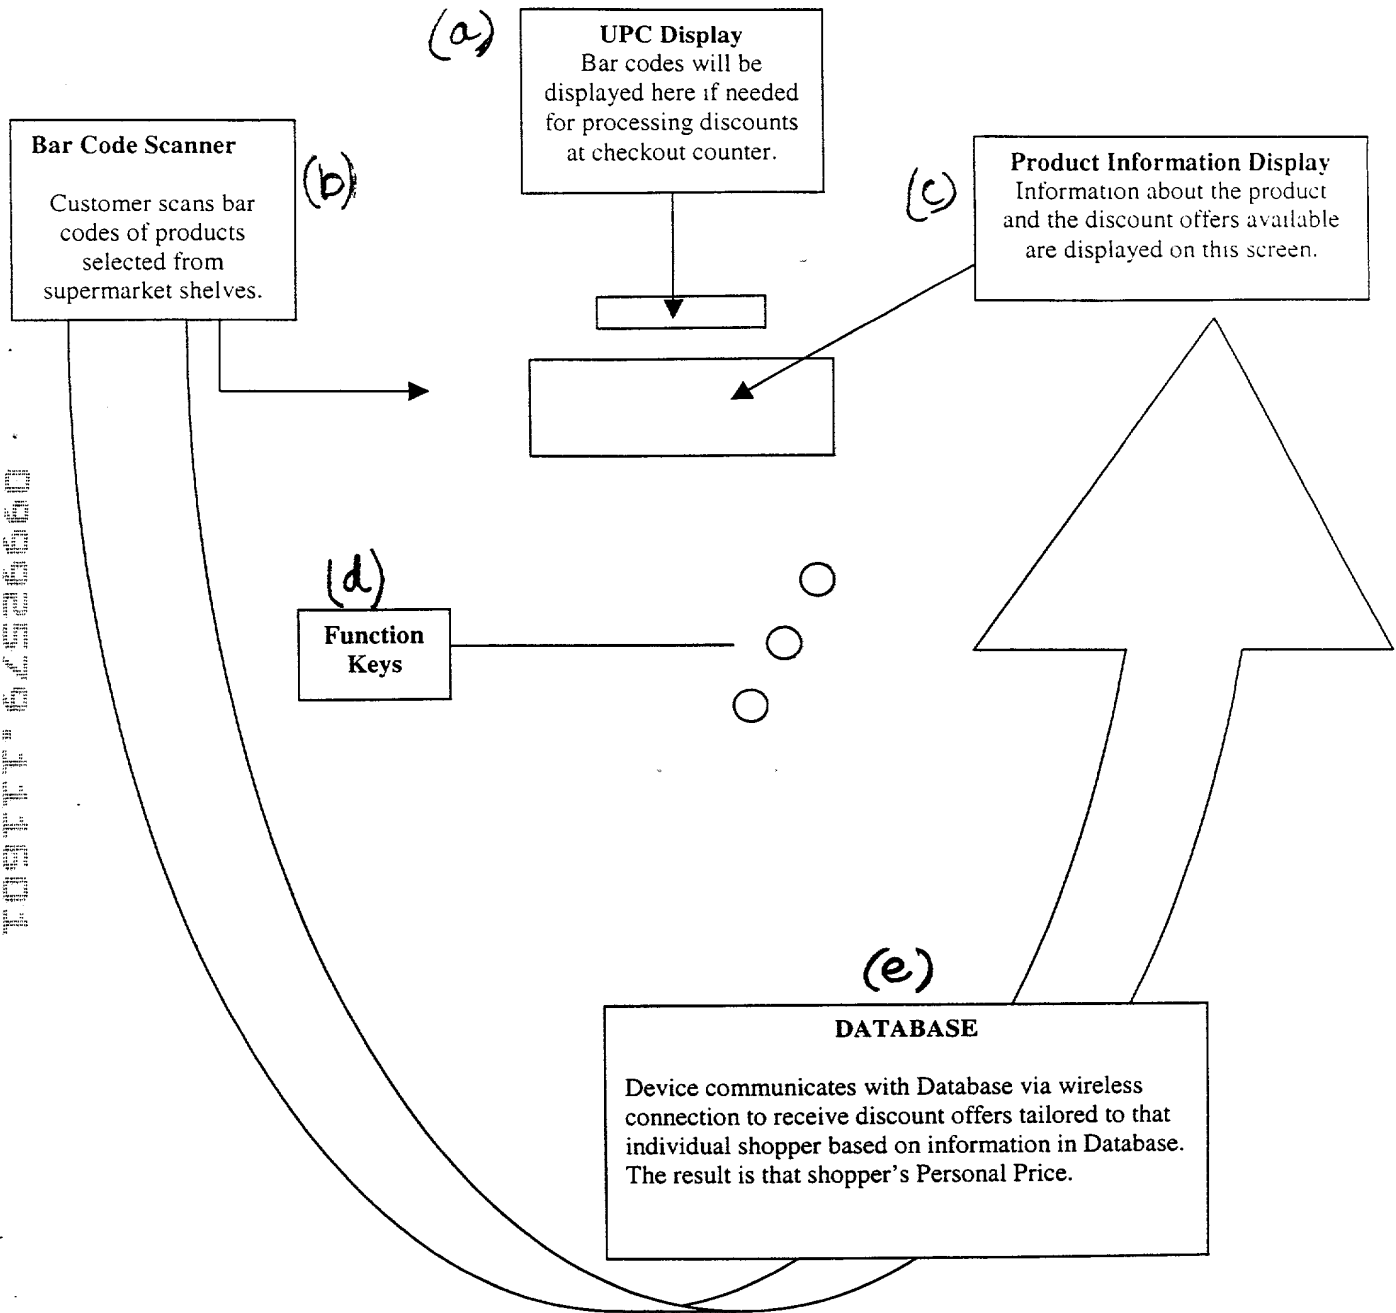 (a)
UPC Display
Bar codes will be
displayed here if needed
for processing discounts
at checkout counter.
Bar Code Scanner
(b)
Customer scans bar
codes of products
selected from
supermarket shelves.
(c)
Product Information Display
Information about the product
and the discount offers available
are displayed on this screen.
(d)
Function
Keys
(e)
DATABASE
Device communicates with Database via wireless
connection to receive discount offers tailored to that
individual shopper based on information in Database.
The result is that shopper's Personal Price.